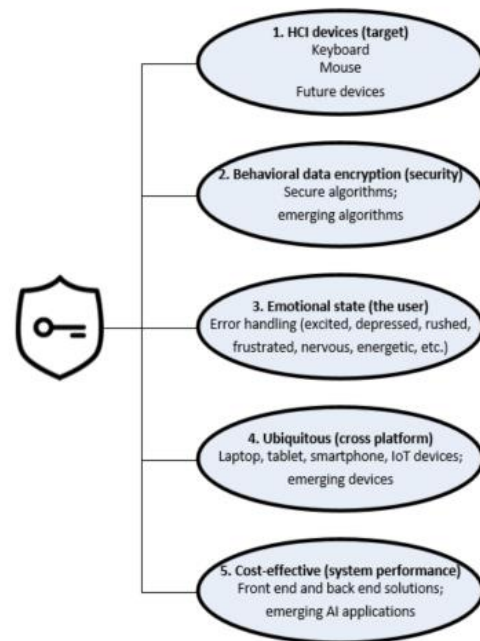 1. HCI devices (target)
Keyboard
Mouse
Future devices
2. Behavioral data encryption (security)
Secure algorithms;
emerging algorithms
3. Emotional state (the user)
Error handling (excited, depressed, rushed,
frustrated, nervous, energetic, etc.)
4. Ubiquitous (cross platform)
Laptop, tablet, smartphone, IoT devices;
emerging devices
5. Cost-effective (system performance)
Front end and back end solutions;
emerging AI applications